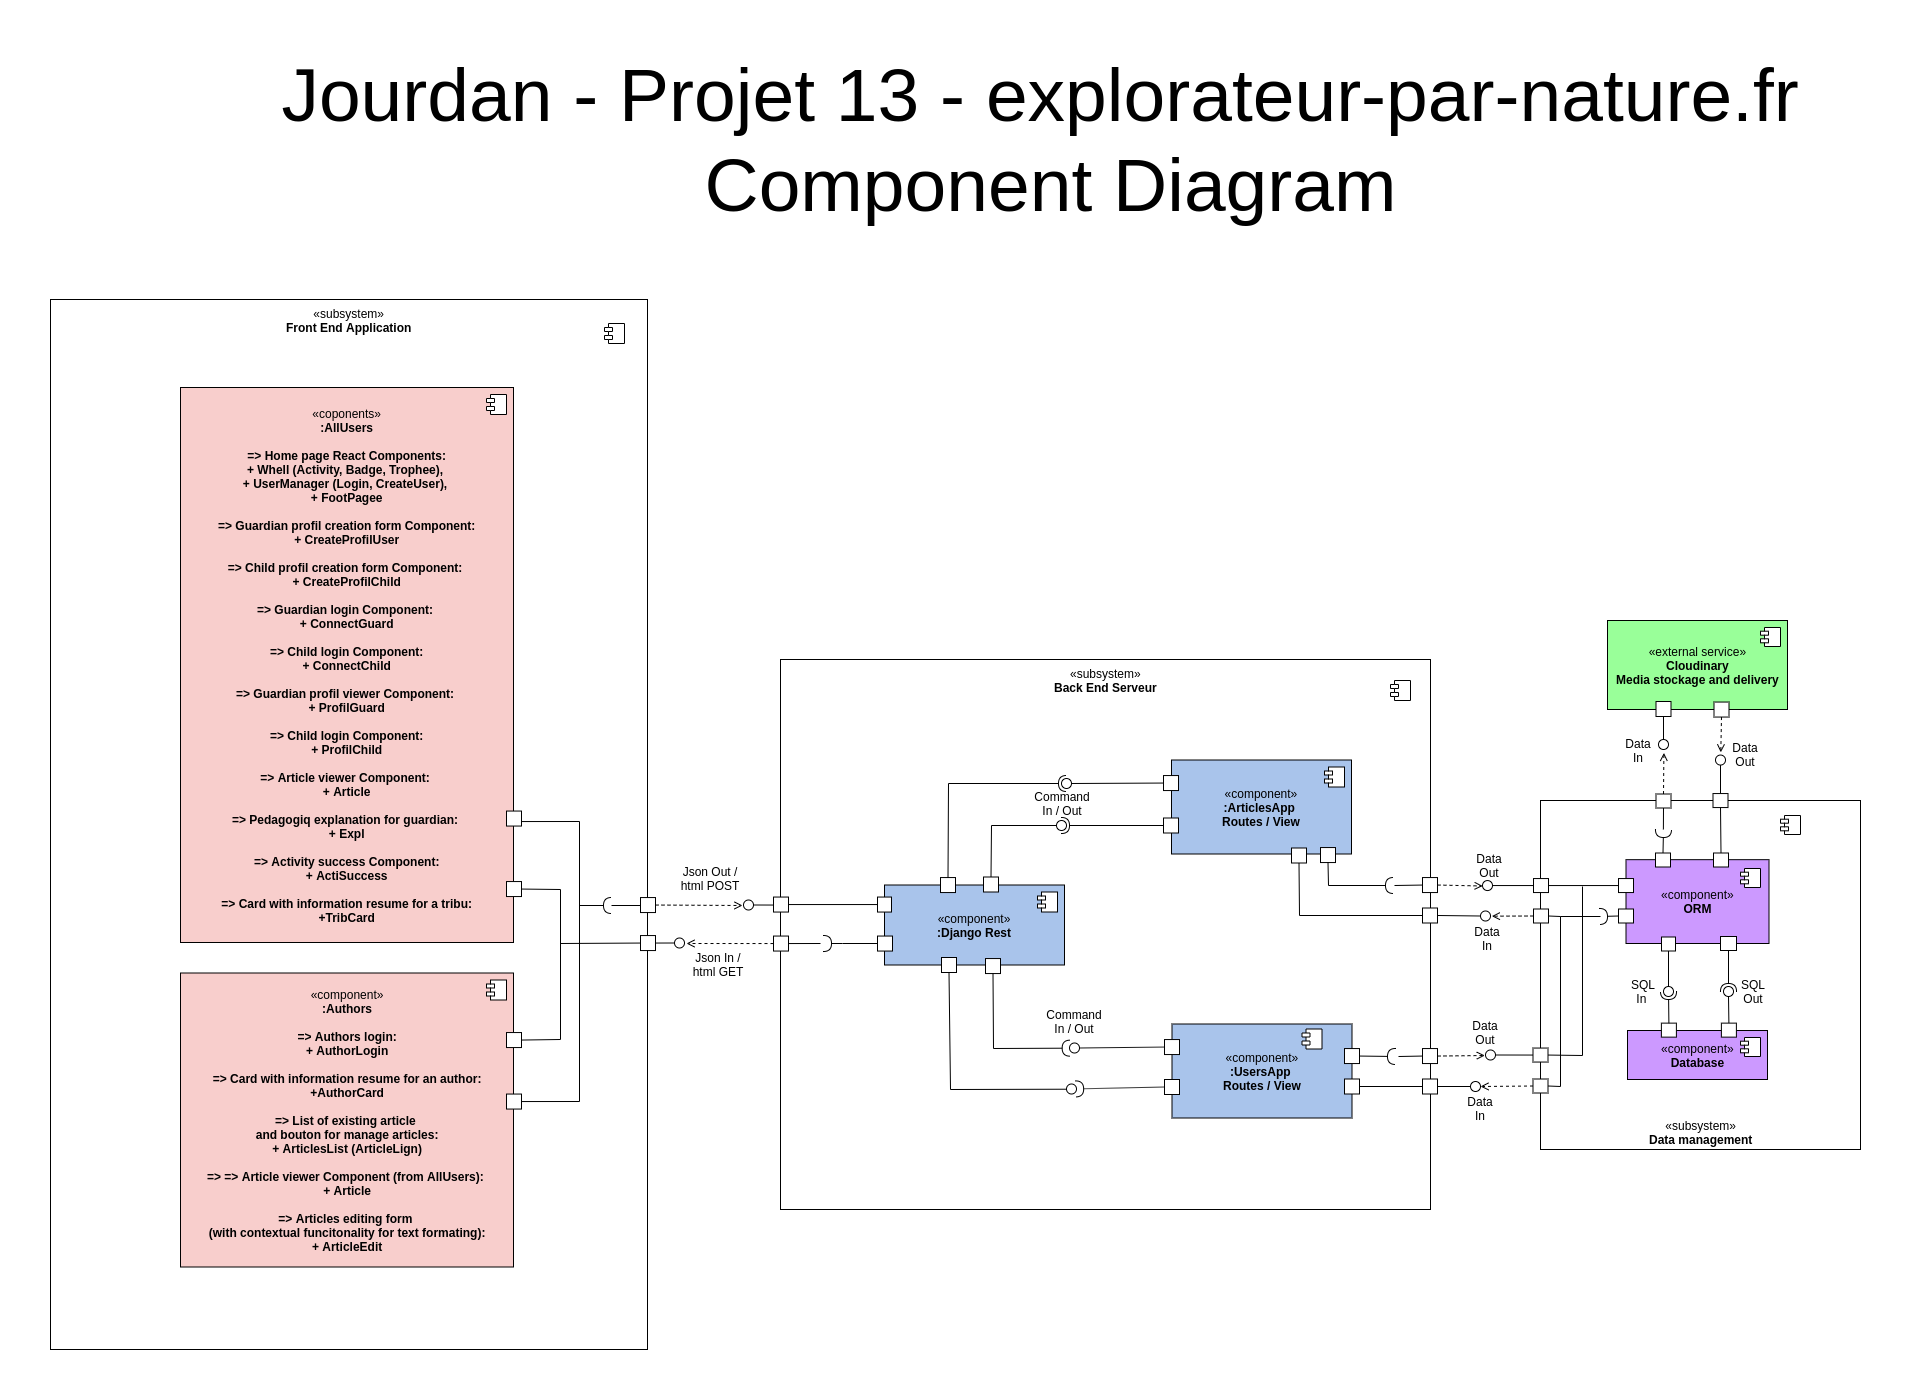 Jourdan - Projet 13 - explorateur-par-nature.fr
Component Diagram
«subsystem»
Front End Application
«coponents»
:AllUsers
=> Home page React Components:
+ Whell (Activity, Badge, Trophee),
+ UserManager (Login, CreateUser),
+ FootPagee
=> Guardian profil creation form Component:
+ CreateProfilUser
=> Child profil creation form Component:
+ CreateProfilChild
=> Guardian login Component:
+ ConnectGuard
=> Child login Component:
+ ConnectChild
=> Guardian profil viewer Component:
+ ProfilGuard
=> Child login Component:
+ ProfilChild
=> Article viewer Component:
+ Article
=> Pedagogiq explanation for guardian:
+ Expl
=> Activity success Component:
+ ActiSuccess
=> Card with information resume for a tribu:
+TribCard
«component»
:Authors
=> Authors login:
+ AuthorLogin
=> Card with information resume for an author:
+AuthorCard
=> List of existing article
and bouton for manage articles:
+ ArticlesList (ArticleLign)
=> => Article viewer Component (from AllUsers):
+ Article
=> Articles editing form
(with contextual funcitonality for text formating):
+ ArticleEdit
Json Out /
html POST
Json In /
html GET
«subsystem»
Back End Serveur
«component»
:Django Rest
Command
In / Out
«component»
:ArticlesApp
Routes / View
Command
In / Out
«component»
:UsersApp
Routes / View
Data
Out
Data
In
Data
Out
Data
In
«external service»
Cloudinary
Media stockage and delivery
Data
In
Data
Out
«component»
ORM
SQL
In
SQL
Out
«component»
Database
«subsystem»
Data management